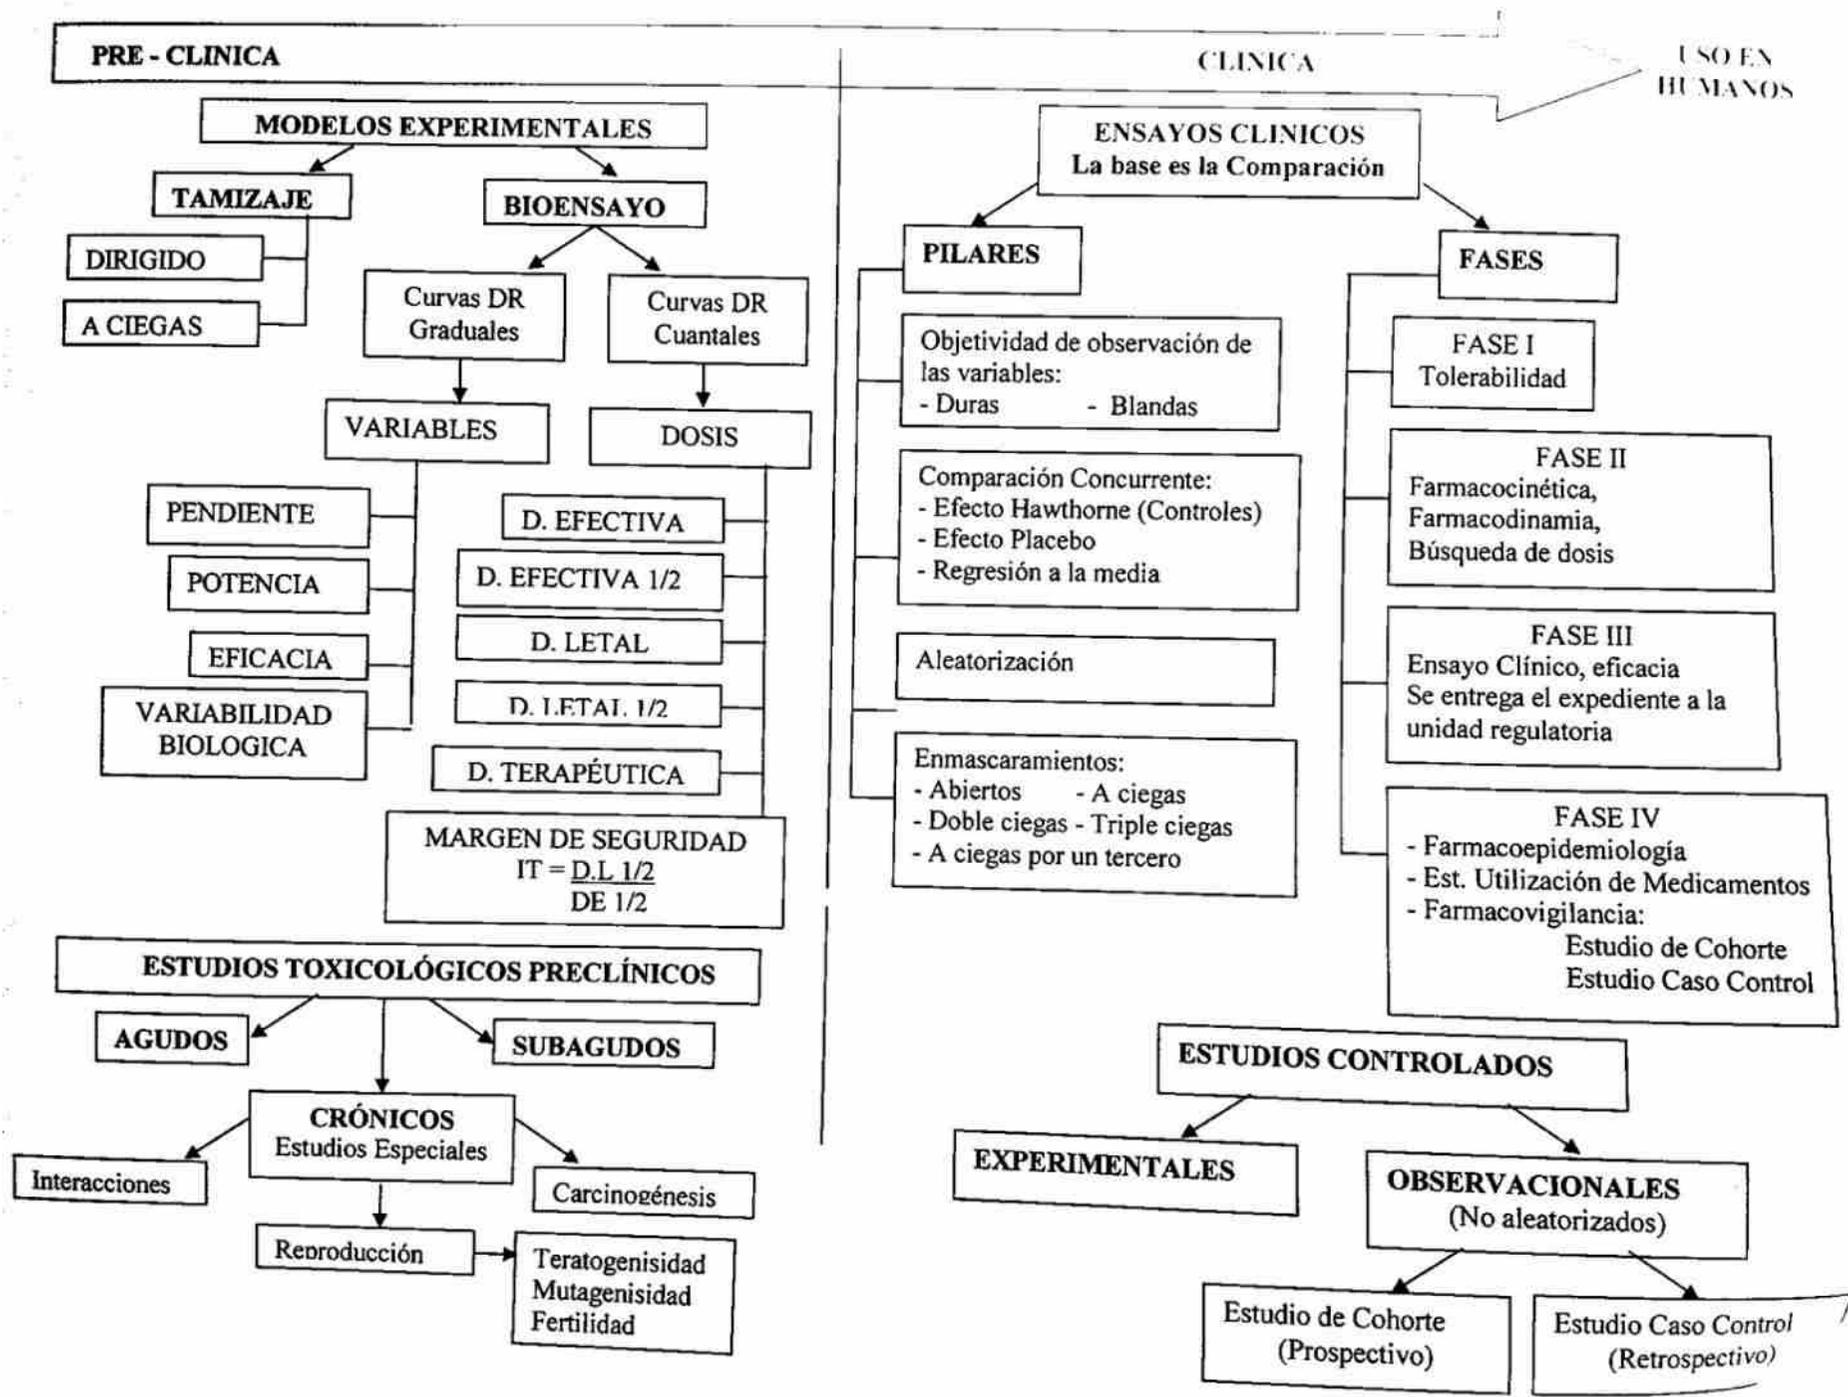 PRE - CLINICA
CLINICA
USO EN
HUMANOS
MODELOS EXPERIMENTALES
TAMIZAJE
BIOENSAYO
DIRIGIDO
A CIEGAS
Curvas DR
Graduales
Curvas DR
Cuantales
VARIABLES
DOSIS
PENDIENTE
POTENCIA
EFICACIA
VARIABILIDAD
BIOLOGICA
D. EFECTIVA
D. EFECTIVA 1/2
D. LETAL
D. LETAL 1/2
D. TERAPÉUTICA
MARGEN DE SEGURIDAD
IT = D.L 1/2
DE 1/2
ESTUDIOS TOXICOLÓGICOS PRECLÍNICOS
AGUDOS
SUBAGUDOS
CRÓNICOS
Estudios Especiales
Interacciones
Carcinogénesis
Reproducción
Teratogenisidad
Mutagenisidad
Fertilidad
ENSAYOS CLINICOS
La base es la Comparación
PILARES
FASES
Objetividad de observación de
las variables:
- Duras - Blandas
Comparación Concurrente:
- Efecto Hawthorne (Controles)
- Efecto Placebo
- Regresión a la media
Aleatorización
Enmascaramientos:
- Abiertos - A ciegas
- Doble ciegas - Triple ciegas
- A ciegas por un tercero
FASE I
Tolerabilidad
FASE II
Farmacocinética,
Farmacodinamia,
Búsqueda de dosis
FASE III
Ensayo Clínico, eficacia
Se entrega el expediente a la
unidad regulatoria
FASE IV
- Farmacoepidemiología
- Est. Utilización de Medicamentos
- Farmacovigilancia:
Estudio de Cohorte
Estudio Caso Control
ESTUDIOS CONTROLADOS
EXPERIMENTALES
OBSERVACIONALES
(No aleatorizados)
Estudio de Cohorte
(Prospectivo)
Estudio Caso Control
(Retrospectivo)